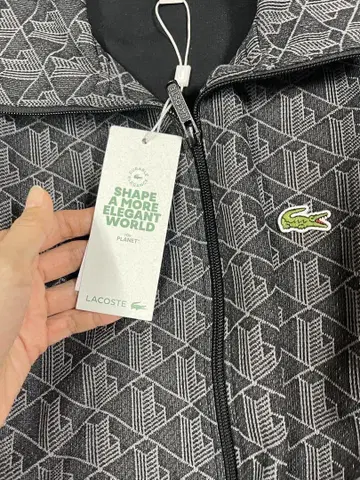 SHAPE
A MORE
ELEGANT
WORLD
PLANET
LACOSTE